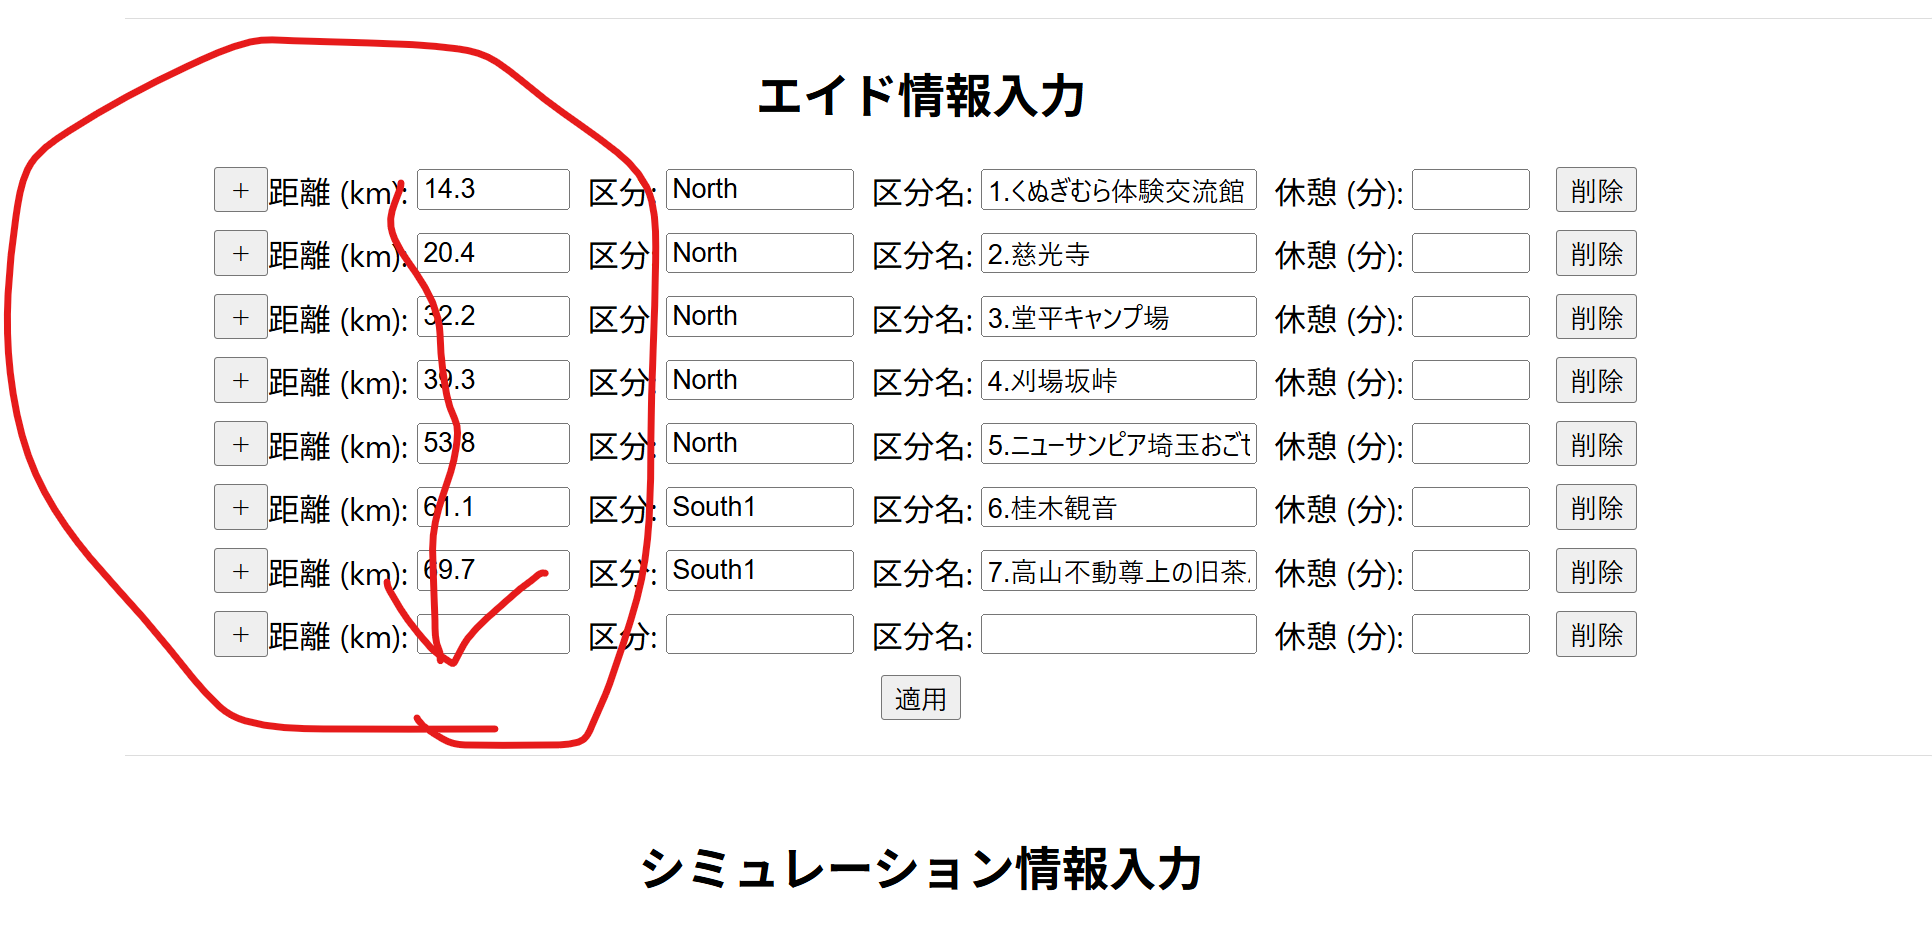 エイド情報入力
+ 距離 (km): 14.3 区分: North 区分名: 1.くぬぎむら体験交流館 休憩 (分): 削除
+ 距離 (km): 20.4 区分: North 区分名: 2.慈光寺 休憩 (分): 削除
+ 距離 (km): 32.2 区分: North 区分名: 3.堂平キャンプ場 休憩 (分): 削除
+ 距離 (km): 39.3 区分: North 区分名: 4.刈場坂峠 休憩 (分): 削除
+ 距離 (km): 53.8 区分: North 区分名: 5.ニューサンピア埼玉おごせ 休憩 (分): 削除
+ 距離 (km): 61.1 区分: South1 区分名: 6.桂木観音 休憩 (分): 削除
+ 距離 (km): 69.7 区分: South1 区分名: 7.高山不動尊上の旧茶 休憩 (分): 削除
+ 距離 (km): 区分: 区分名: 休憩 (分): 削除
適用
シミュレーション情報入力